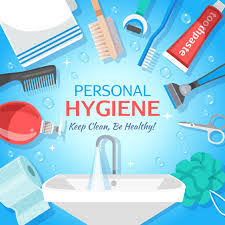 toothpaste
PERSONAL
HYGIENE
Keep Clean, Be Healthy!